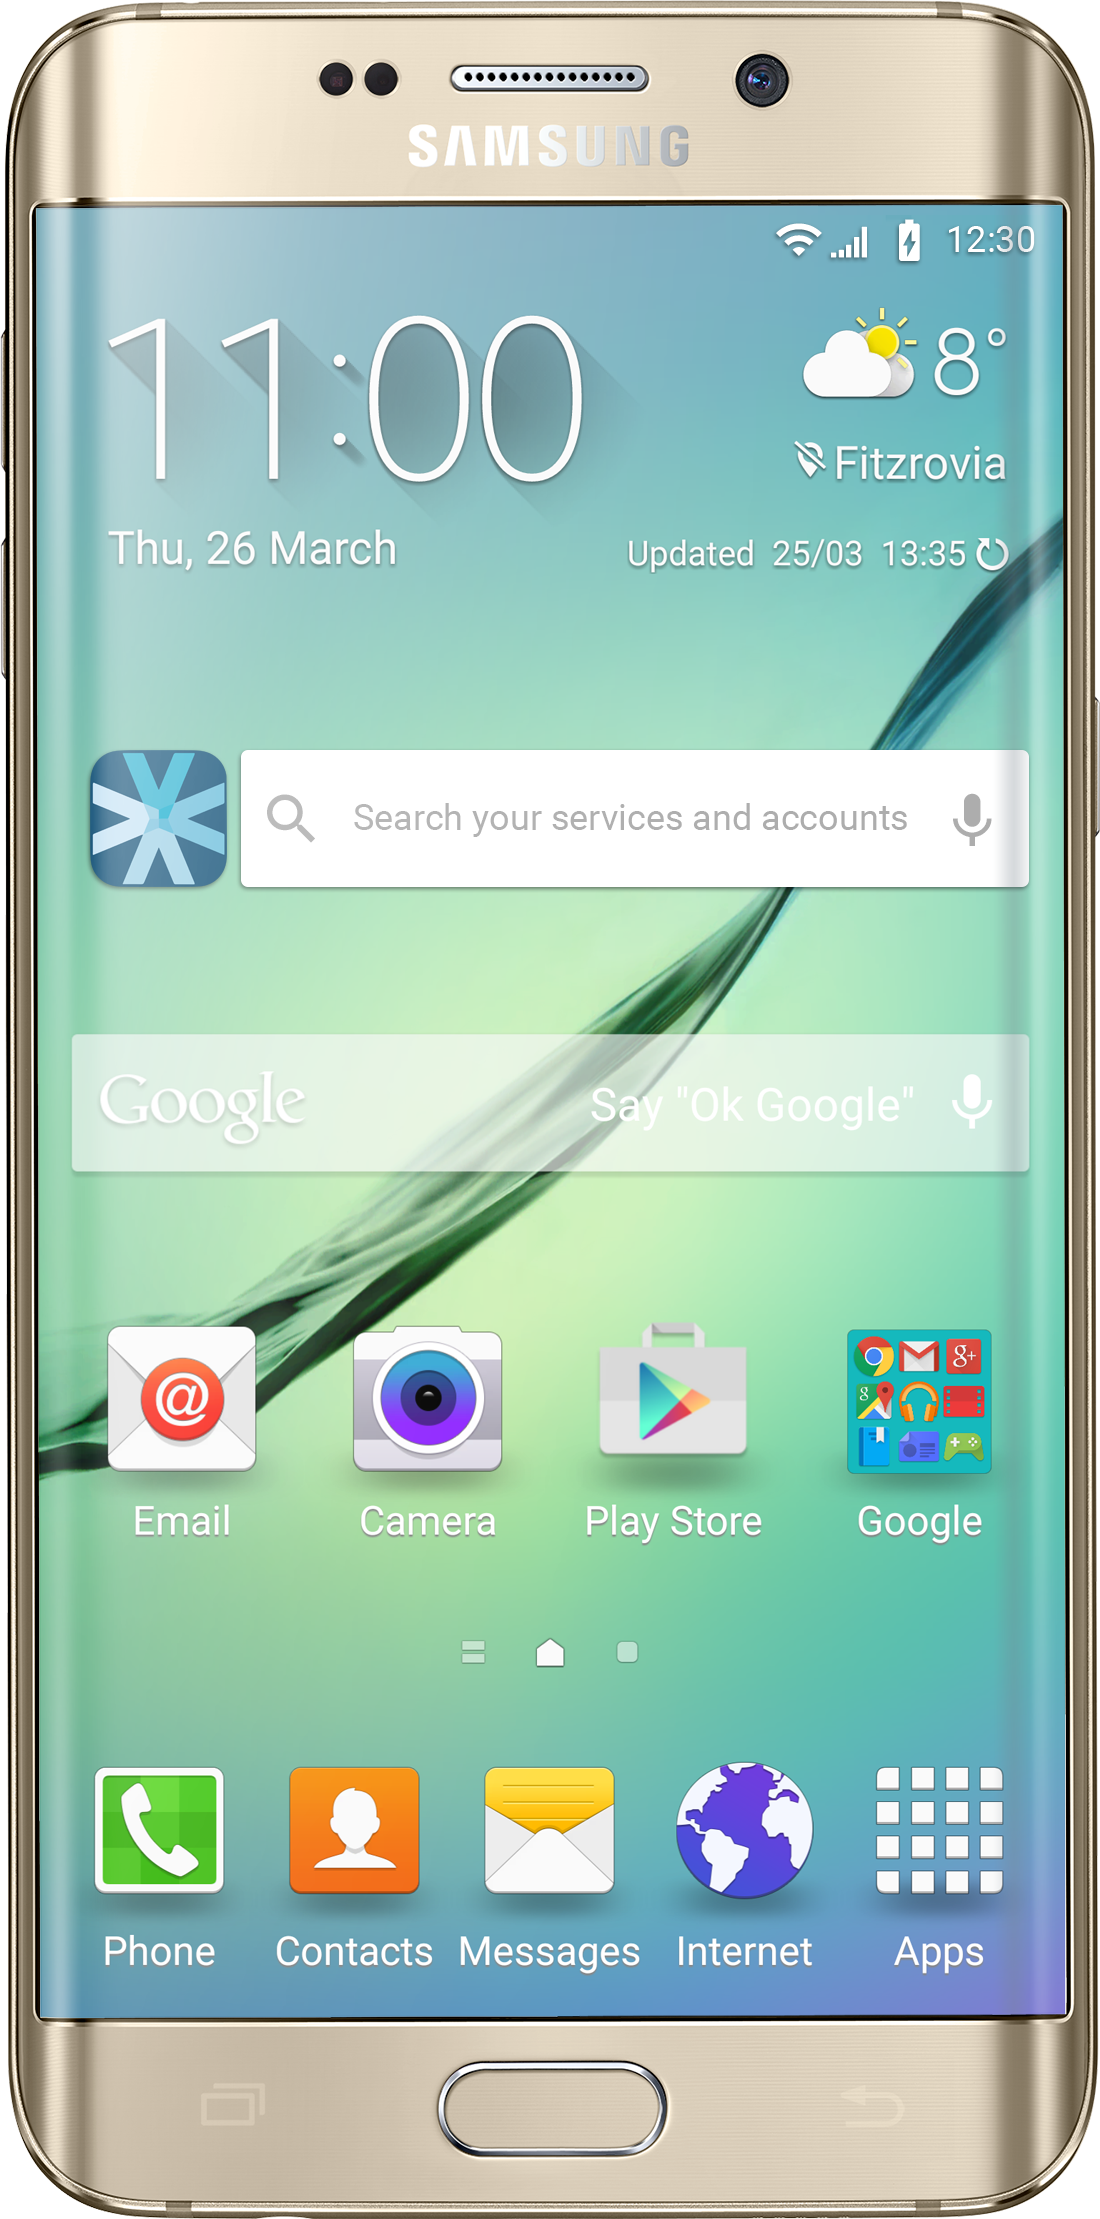 SAMSUNG
12:30
11:00
8°
Fitzrovia
Thu, 26 March
Updated 25/03 13:35
Search your services and accounts
Google
Say "Ok Google"
Email
Camera
Play Store
Google
Phone
Contacts
Messages
Internet
Apps